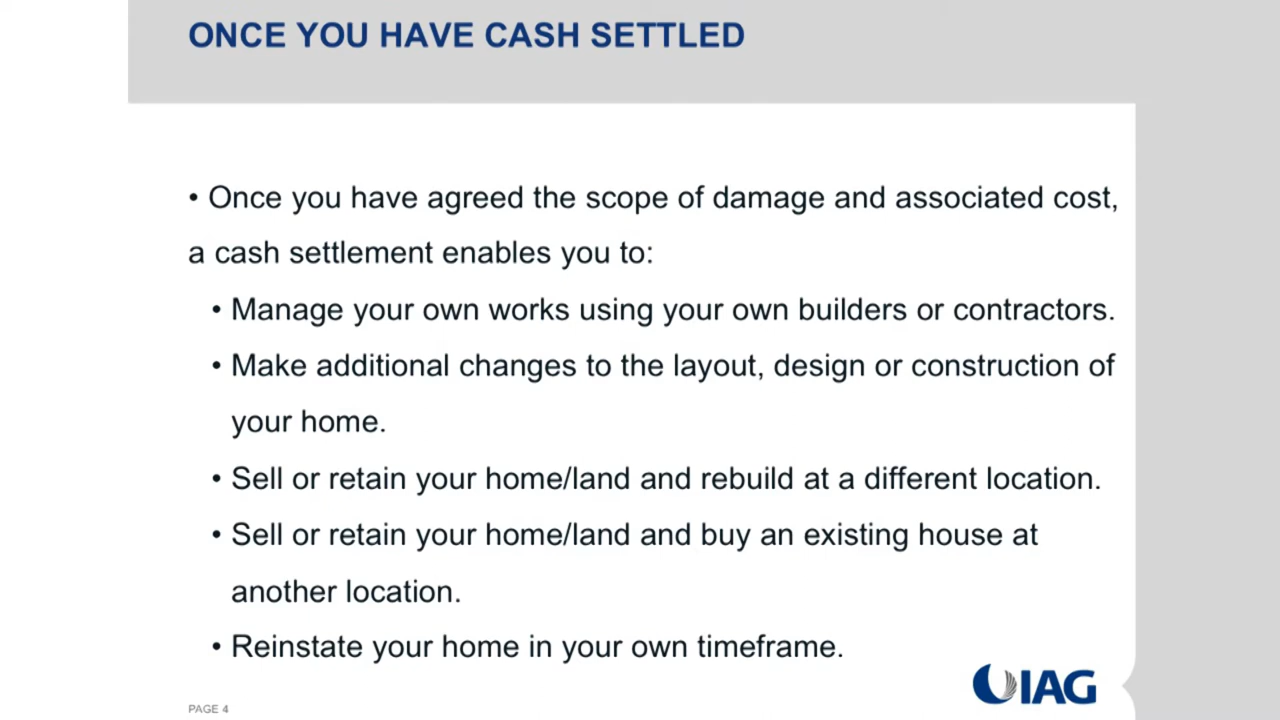 ONCE YOU HAVE CASH SETTLED
• Once you have agreed the scope of damage and associated cost,
a cash settlement enables you to:
• Manage your own works using your own builders or contractors.
• Make additional changes to the layout, design or construction of
your home.
• Sell or retain your home/land and rebuild at a different location.
• Sell or retain your home/land and buy an existing house at
another location.
• Reinstate your home in your own timeframe.
IAG
PAGE 4